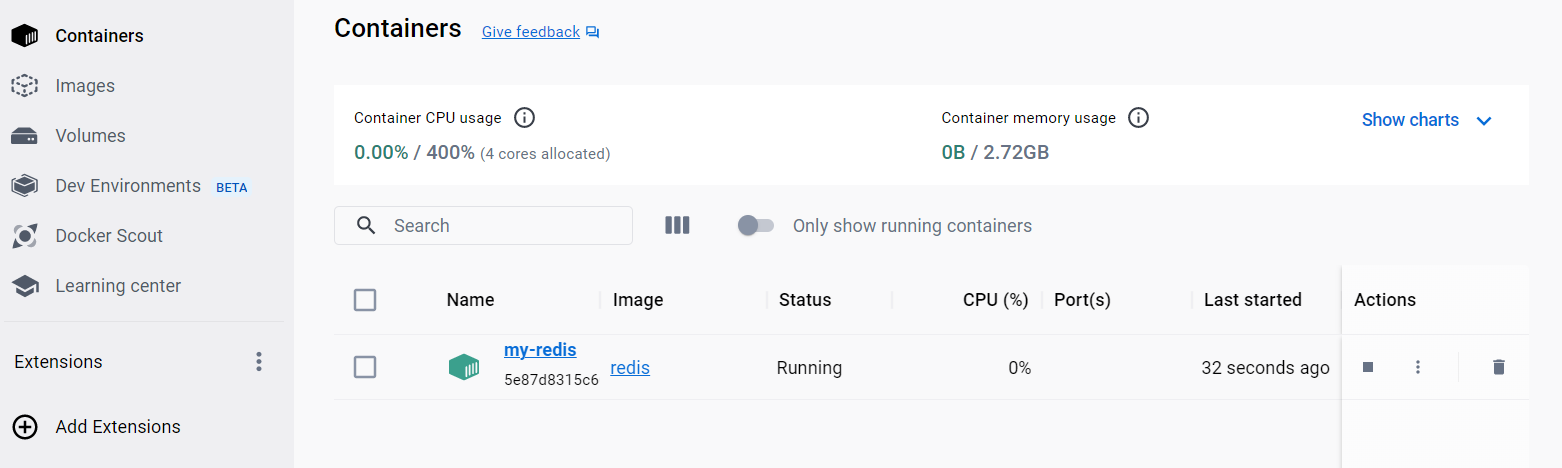 Containers
Images
Volumes
Dev Environments BETA
Docker Scout
Learning center
Extensions
Add Extensions
Containers Give feedback
Container CPU usage
0.00% / 400% (4 cores allocated)
Container memory usage
0B / 2.72GB
Show charts
Search
Only show running containers
Name Image Status CPU (%) Port(s) Last started Actions
my-redis
5e87d8315c6
redis Running 0% 32 seconds ago